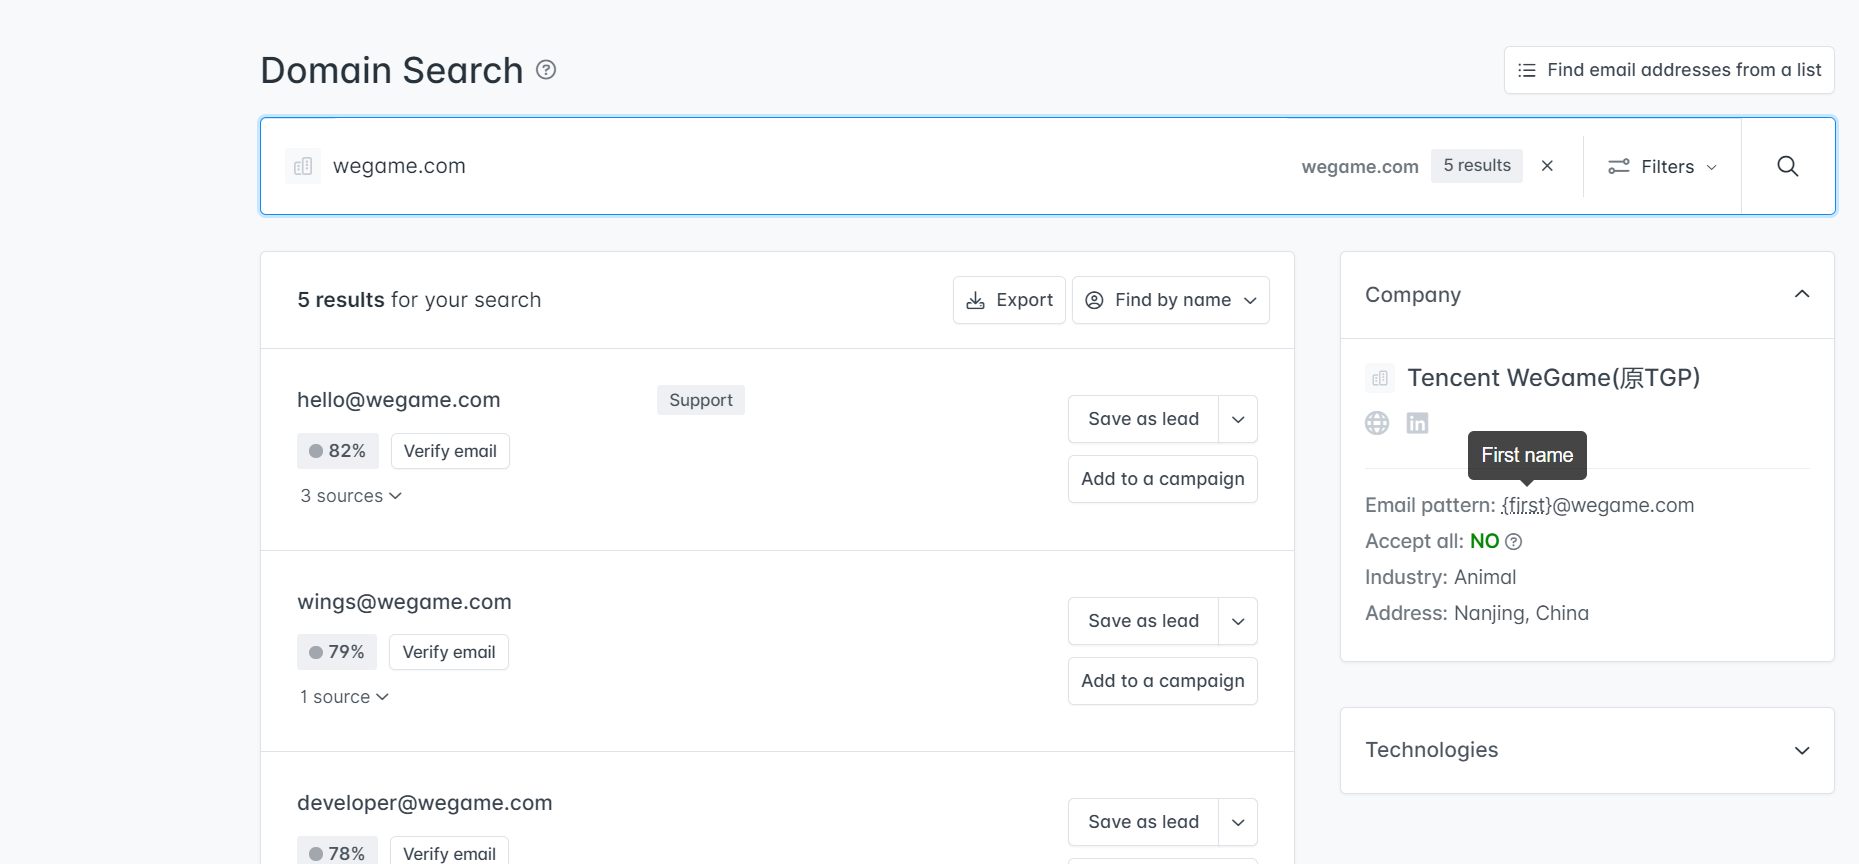 Domain Search
Find email addresses from a list
wegame.com
wegame.com 5 results Filters
5 results for your search
Export
Find by name
hello@wegame.com
Support
82%
Verify email
3 sources
Save as lead
Add to a campaign
wings@wegame.com
79%
Verify email
1 source
Save as lead
Add to a campaign
developer@wegame.com
78%
Verify email
Save as lead
Company
Tencent WeGame(原TGP)
First name
Email pattern: {first}@wegame.com
Accept all: NO
Industry: Animal
Address: Nanjing, China
Technologies